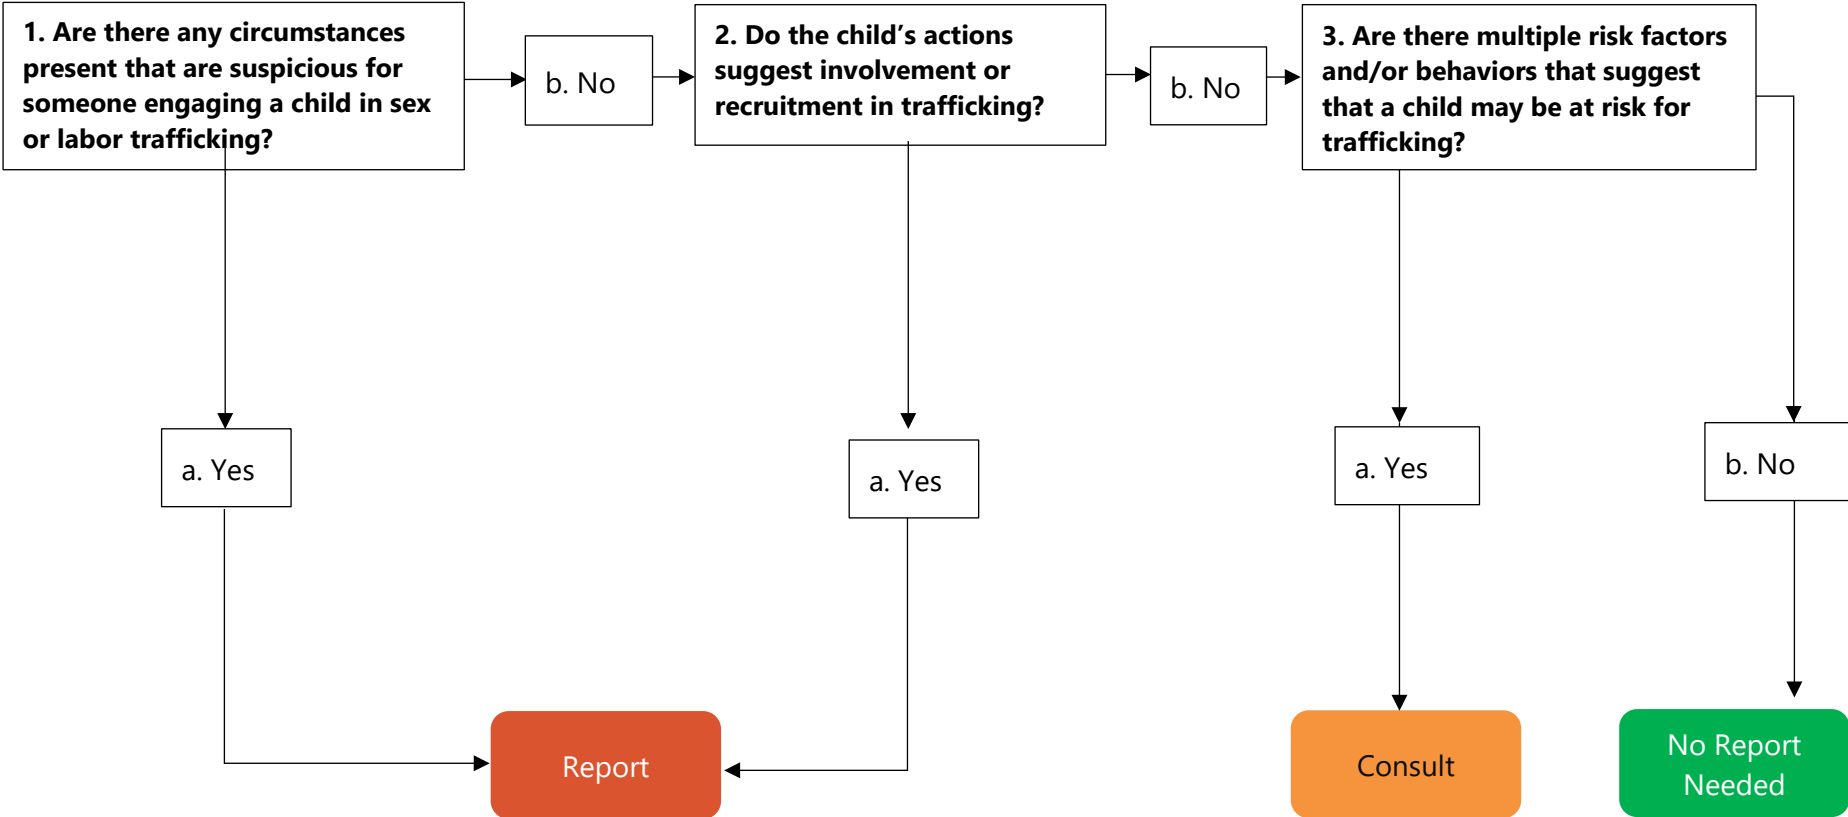 1. Are there any circumstances
present that are suspicious for
someone engaging a child in sex
or labor trafficking?
b. No
2. Do the child’s actions
suggest involvement or
recruitment in trafficking?
b. No
3. Are there multiple risk factors
and/or behaviors that suggest
that a child may be at risk for
trafficking?
a. Yes
a. Yes
a. Yes
b. No
Report
Consult
No Report
Needed